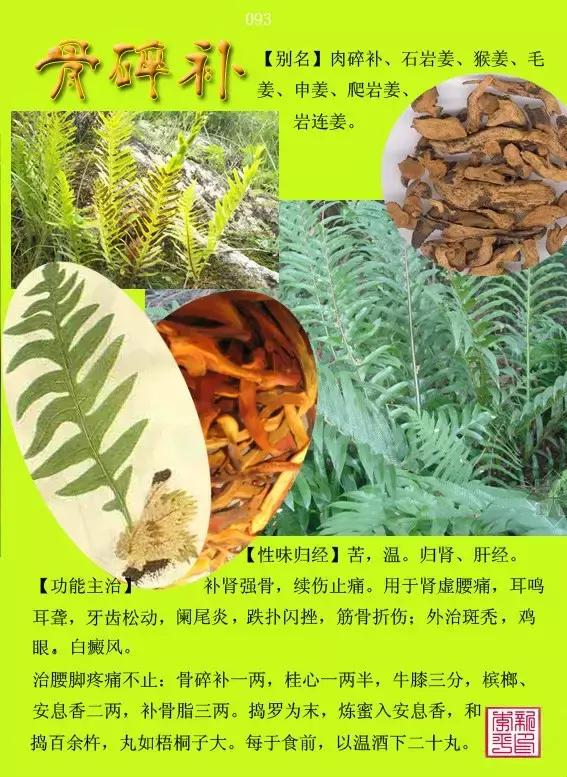 093
骨碎补
【别名】肉碎补、石岩姜、猴姜、毛
姜、申姜、爬岩姜、
岩连姜。
【性味归经】苦，温。归肾、肝经。
【功能主治】 补肾强骨，续伤止痛。用于肾虚腰痛，耳鸣
耳聋，牙齿松动，阑尾炎，跌扑闪挫，筋骨折伤；外治斑秃，鸡
眼。白癜风。
治腰脚疼痛不止：骨碎补一两，桂心一两半，牛膝三分，槟榔、
安息香二两，补骨脂三两。捣罗为末，炼蜜入安息香，和
捣百余杵，丸如梧桐子大。每于食前，以温酒下二十丸。